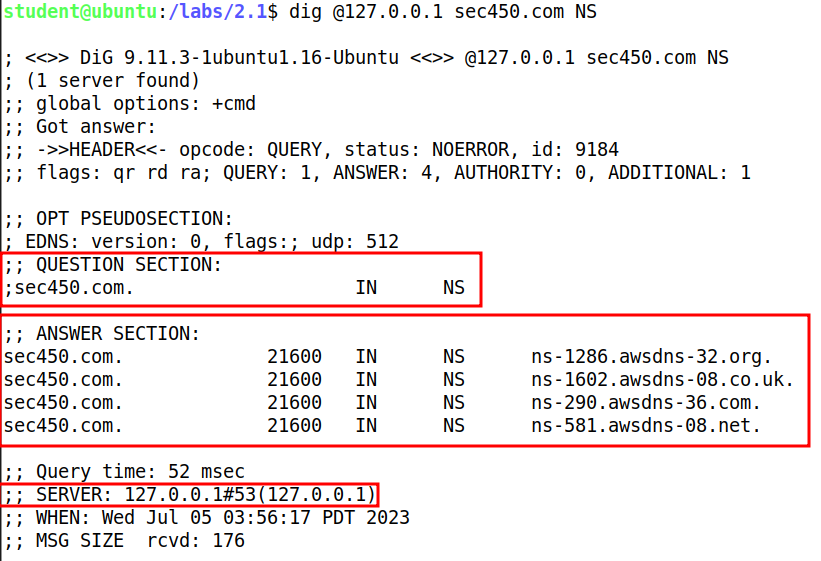 student@ubuntu:/labs/2.1$ dig @127.0.0.1 sec450.com NS
; <<>> DiG 9.11.3-1ubuntu1.16-Ubuntu <<>> @127.0.0.1 sec450.com NS
; (1 server found)
;; global options: +cmd
;; Got answer:
;; ->>HEADER<<- opcode: QUERY, status: NOERROR, id: 9184
;; flags: qr rd ra; QUERY: 1, ANSWER: 4, AUTHORITY: 0, ADDITIONAL: 1
;; OPT PSEUDOSECTION:
; EDNS: version: 0, flags:; udp: 512
;; QUESTION SECTION:
;sec450.com. IN NS
;; ANSWER SECTION:
sec450.com. 21600 IN NS ns-1286.awsdns-32.org.
sec450.com. 21600 IN NS ns-1602.awsdns-08.co.uk.
sec450.com. 21600 IN NS ns-290.awsdns-36.com.
sec450.com. 21600 IN NS ns-581.awsdns-08.net.
;; Query time: 52 msec
;; SERVER: 127.0.0.1#53(127.0.0.1)
;; WHEN: Wed Jul 05 03:56:17 PDT 2023
;; MSG SIZE rcvd: 176